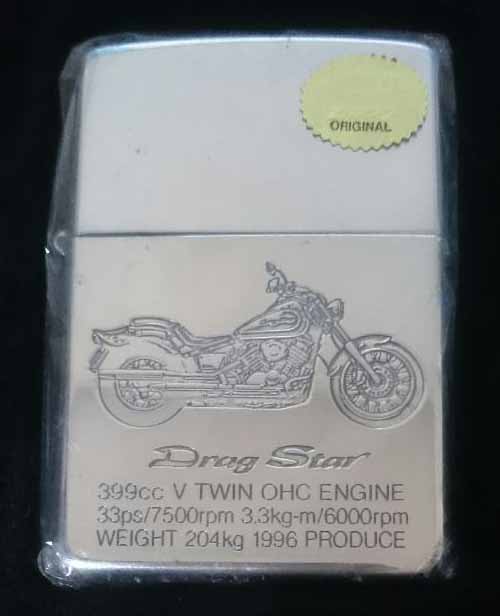 ORIGINAL
Drag Star
399cc V TWIN OHC ENGINE
33ps/7500rpm 3.3kg-m/6000rpm
WEIGHT 204kg 1996 PRODUCE